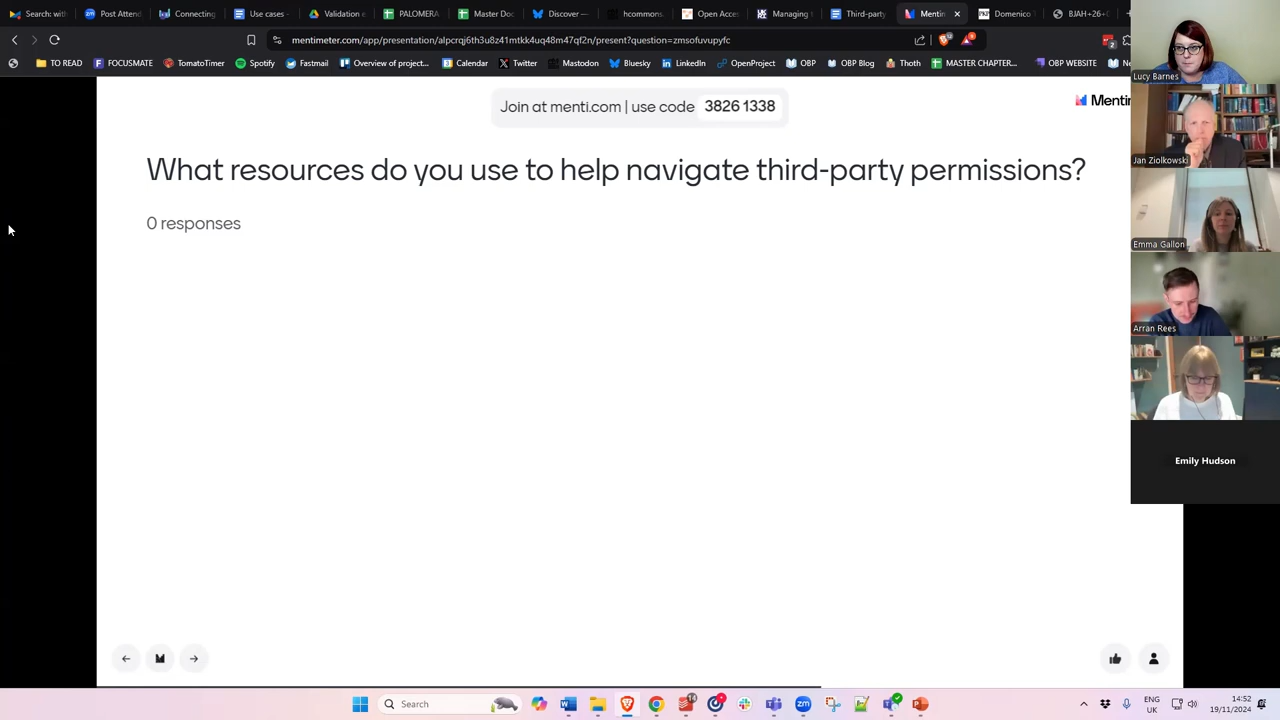 Search: with
Post Attend
Connecting
Use cases
Validation e
PALOMERA
Master Doc
Discover —
hcommons.
Open Acces
Managing
Third-party
Mentin
Domenico
BJAH+26+
mentimeter.com/app/presentation/alpcrqj6th3u8z41mtkk4uq48m47qf2n/present?question=zmsofuvupyfc
TO READ
FOCUSMATE
TomatoTimer
Spotify
Fastmail
Overview of project...
Calendar
Twitter
Mastodon
Bluesky
LinkedIn
OpenProject
OBP
OBP Blog
Thoth
MASTER CHAPTER...
OBP WEBSITE
Join at menti.com | use code 3826 1338
Mentim
What resources do you use to help navigate third-party permissions?
0 responses
Lucy Barnes
Jan Ziolkowski
Emma Gallon
Arran Rees
Emily Hudson
Search
ENG
UK
14:52
19/11/2024